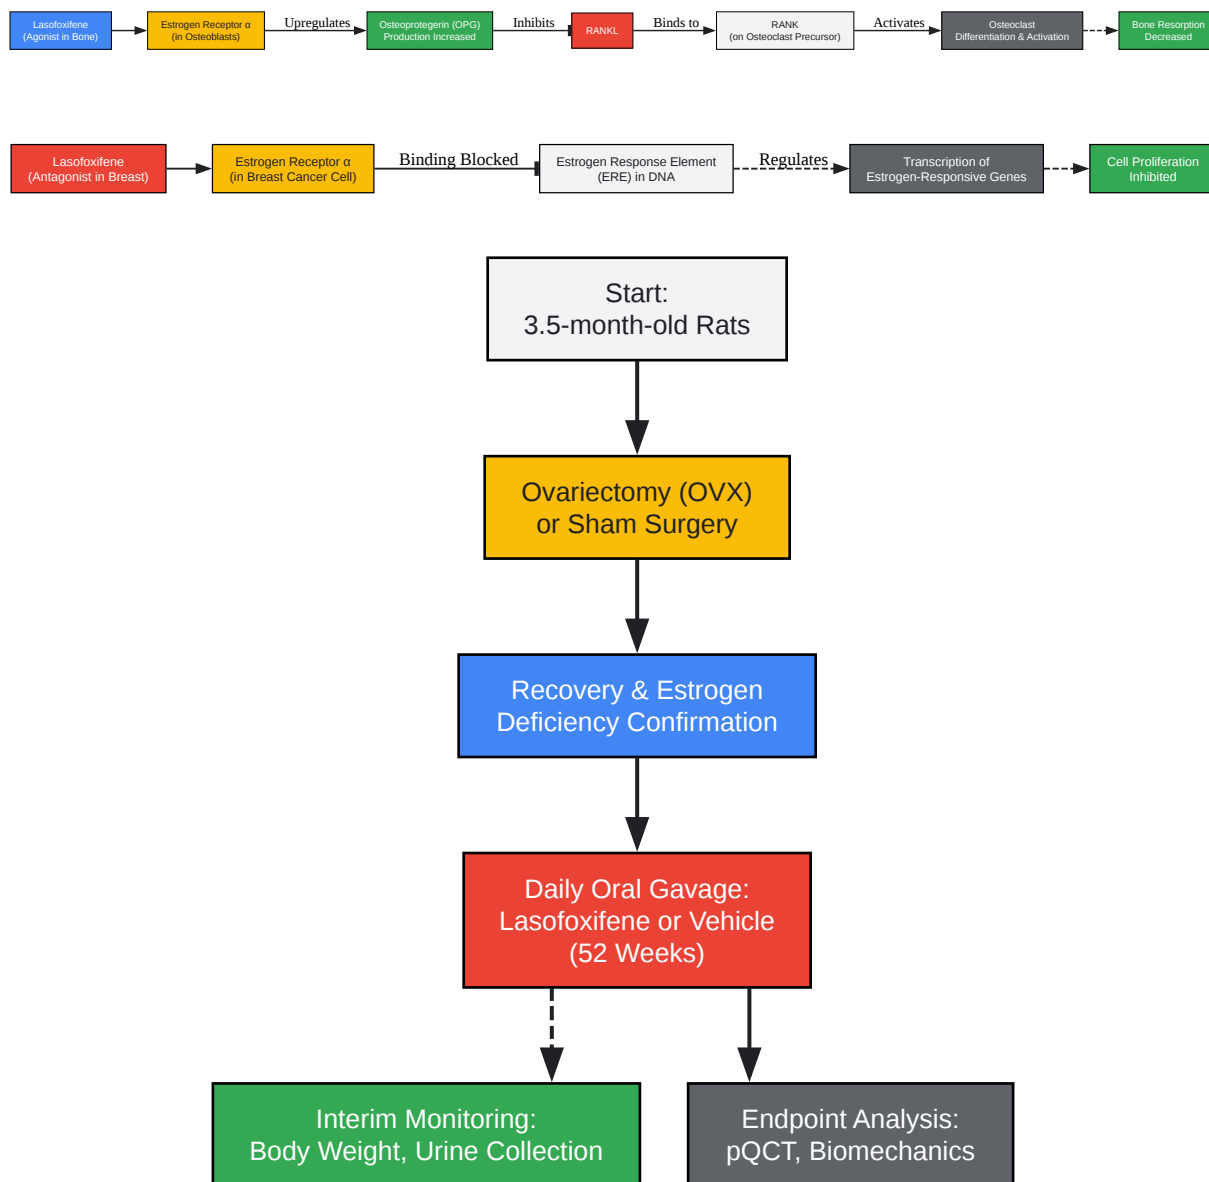 Lasofoxifene
(Agonist in Bone)
Estrogen Receptor α
(in Osteoblasts)
Upregulates
Osteoprotegerin (OPG)
Production Increased
Inhibits
RANKL
Binds to
RANK
(on Osteoclast Precursor)
Activates
Osteoclast
Differentiation & Activation
Bone Resorption
Decreased
Lasofoxifene
(Antagonist in Breast)
Estrogen Receptor α
(in Breast Cancer Cell)
Binding Blocked
Estrogen Response Element
(ERE) in DNA
Regulates
Transcription of
Estrogen-Responsive Genes
Cell Proliferation
Inhibited
Start:
3.5-month-old Rats
Ovariectomy (OVX)
or Sham Surgery
Recovery & Estrogen
Deficiency Confirmation
Daily Oral Gavage:
Lasofoxifene or Vehicle
(52 Weeks)
Interim Monitoring:
Body Weight, Urine Collection
Endpoint Analysis:
pQCT, Biomechanics